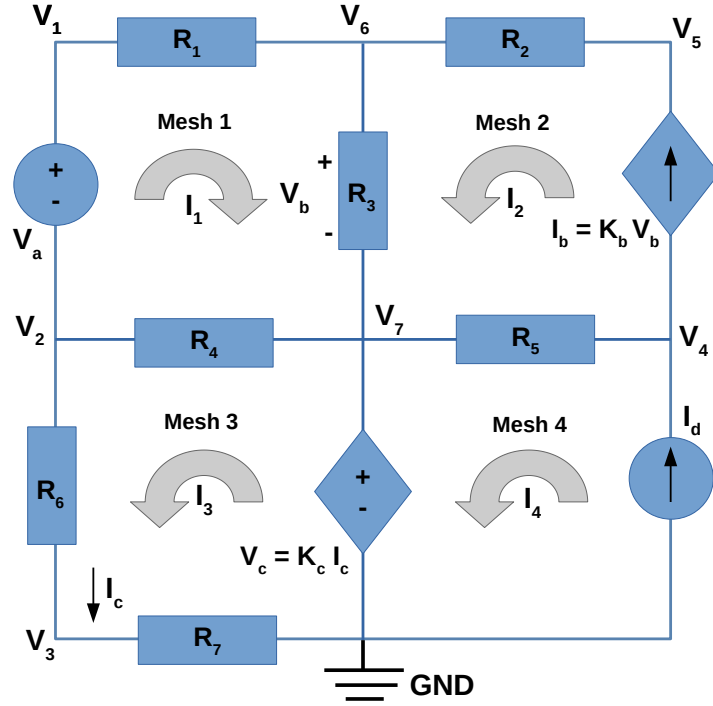 V1
V6
V5
R1
R2
Mesh 1
Mesh 2
+
-
Va
I1
Vb
+
-
R3
I2
Ib = Kb Vb
V2
V7
V4
R4
R5
Mesh 3
Mesh 4
Id
R6
I3
+
-
I4
Vc = Kc Ic
Ic
V3
R7
GND